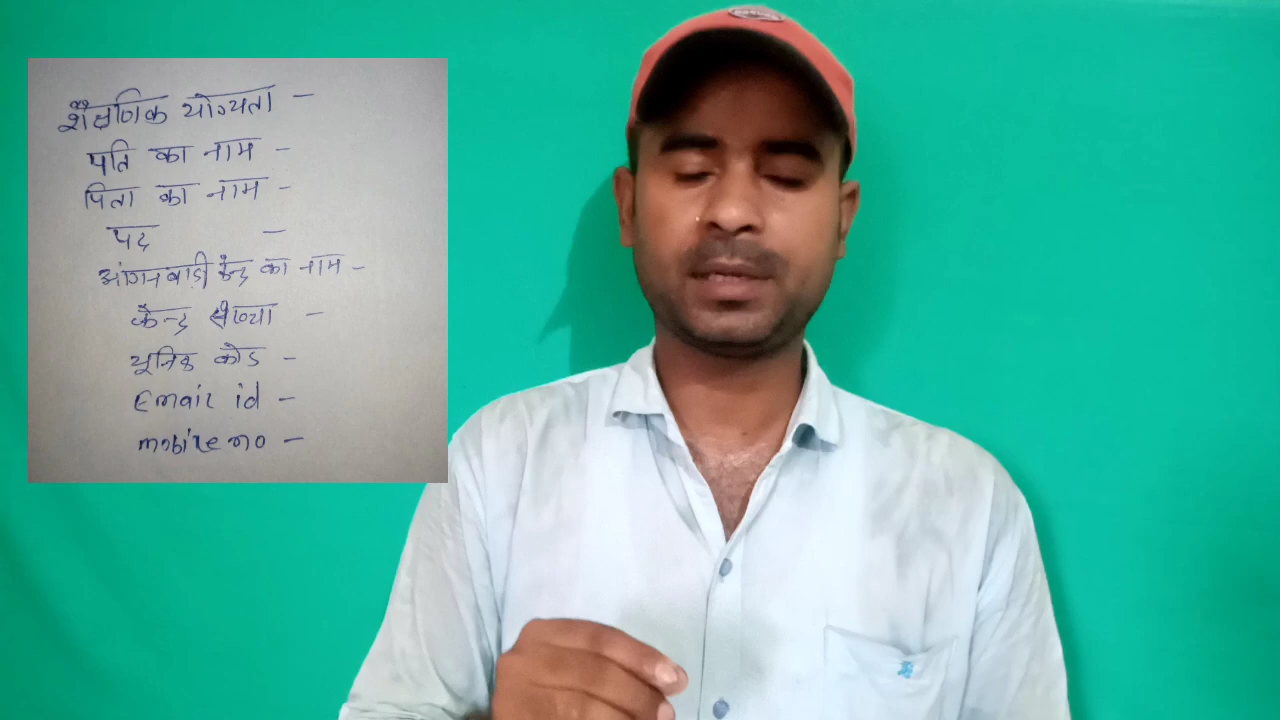 शैक्षणिक योग्यता -
पति का नाम -
पिता का नाम -
पद -
आंगनबाड़ी केन्द्र का नाम -
केन्द्र संख्या -
यूनिक कोड -
Email id -
mobile no -